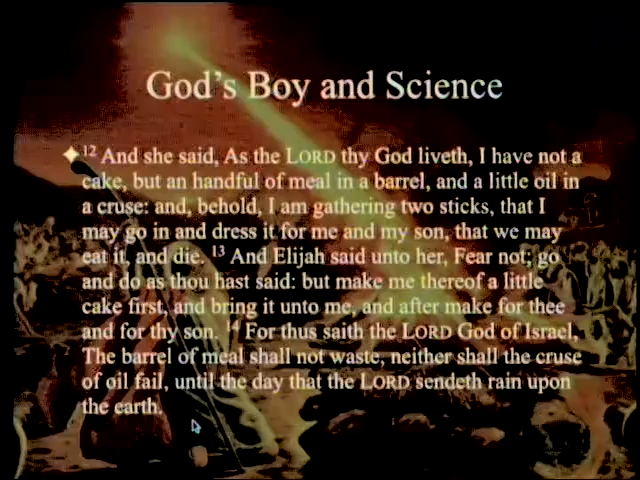 God's Boy and Science
12 And she said, As the LORD thy God liveth, I have not a
cake, but an handful of meal in a barrel, and a little oil in
a cruse: and, behold, I am gathering two sticks, that I
may go in and dress it for me and my son, that we may
eat it, and die. 13 And Elijah said unto her, Fear not; go
and do as thou hast said: but make me thereof a little
cake first, and bring it unto me, and after make for thee
and for thy son. 14 For thus saith the LORD God of Israel,
The barrel of meal shall not waste, neither shall the cruse
of oil fail, until the day that the LORD sendeth rain upon
the earth.